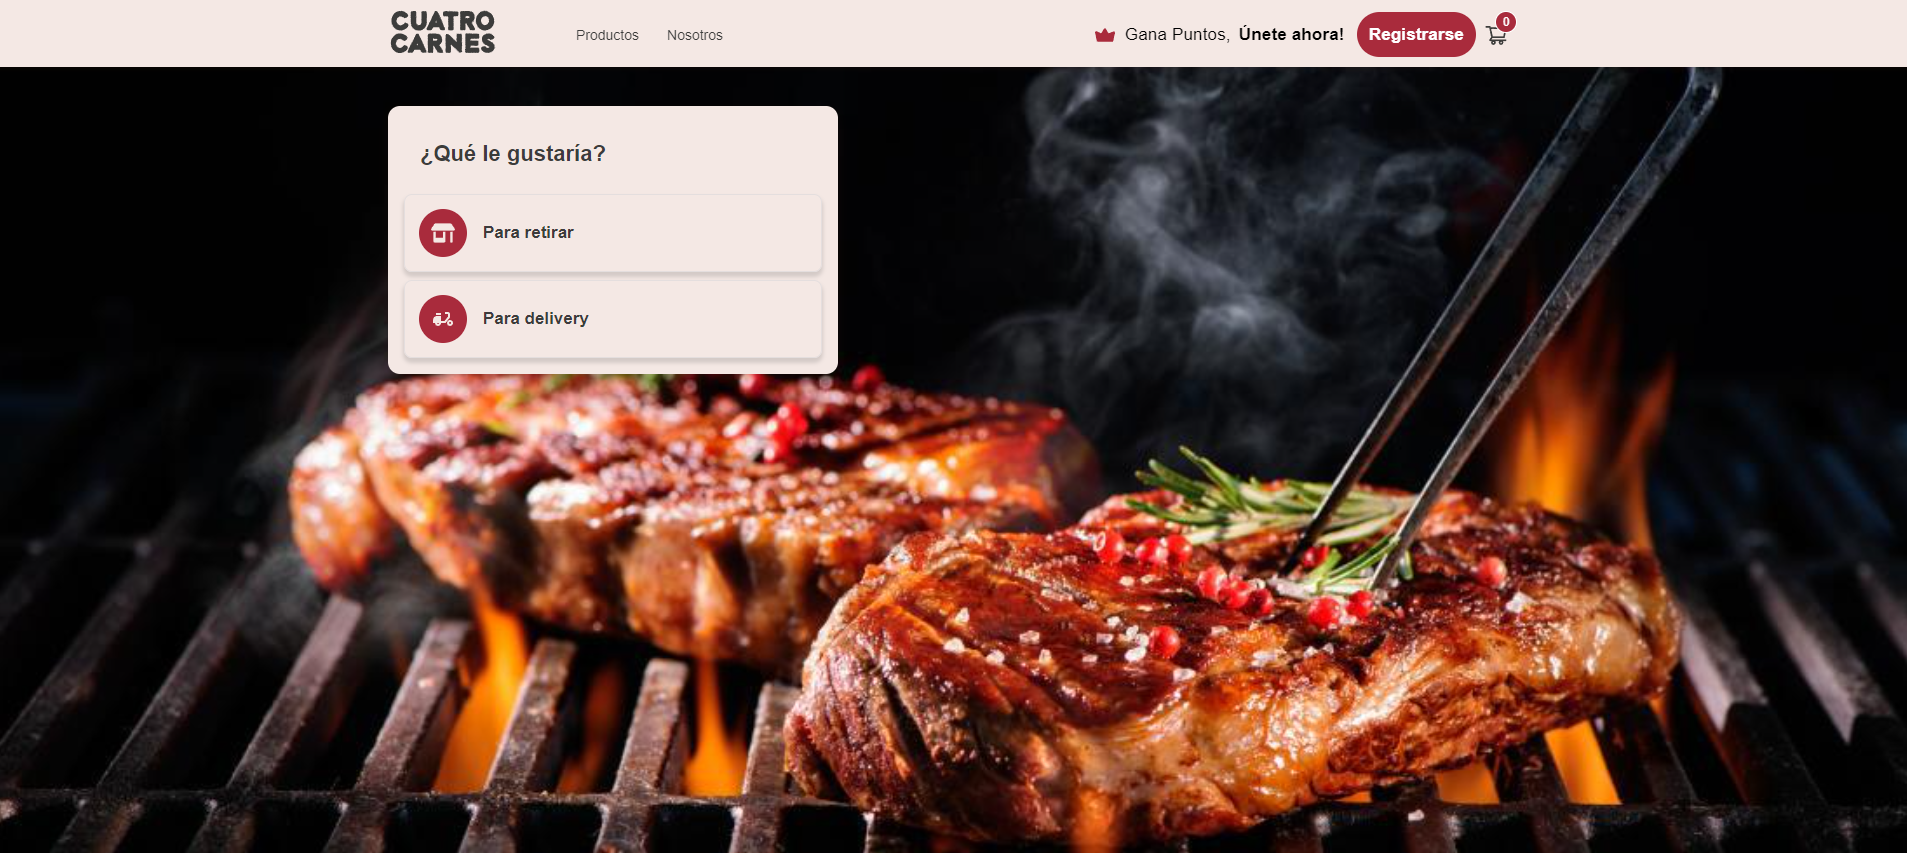 CUATRO
CARNES
Productos
Nosotros
Gana Puntos, Únete ahora!
Registrarse
0
¿Qué le gustaría?
Para retirar
Para delivery